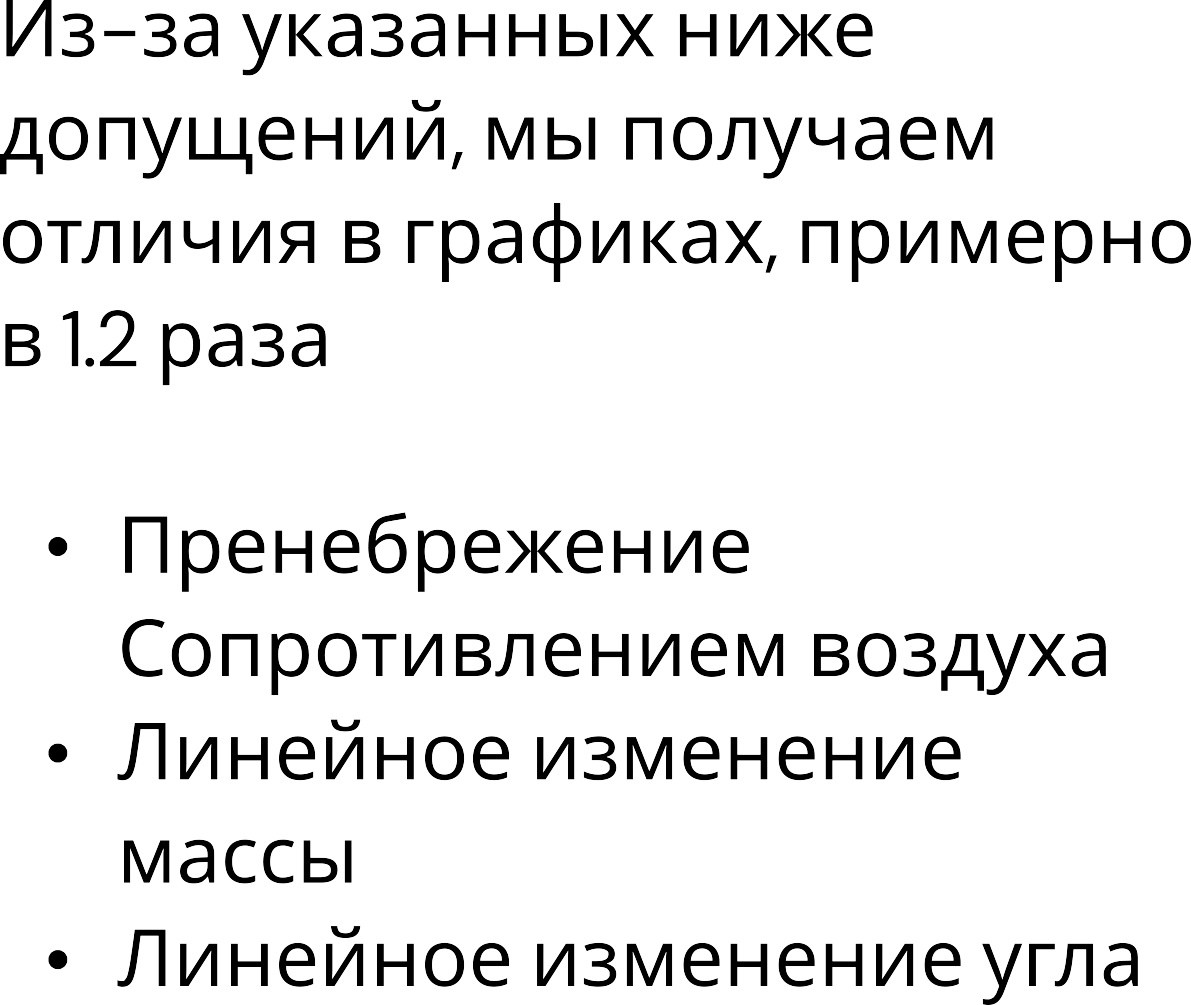 Из-за указанных ниже
допущений, мы получаем
отличия в графиках, примерно
в 1.2 раза
• Пренебрежение
Сопротивлением воздуха
• Линейное изменение
массы
• Линейное изменение угла